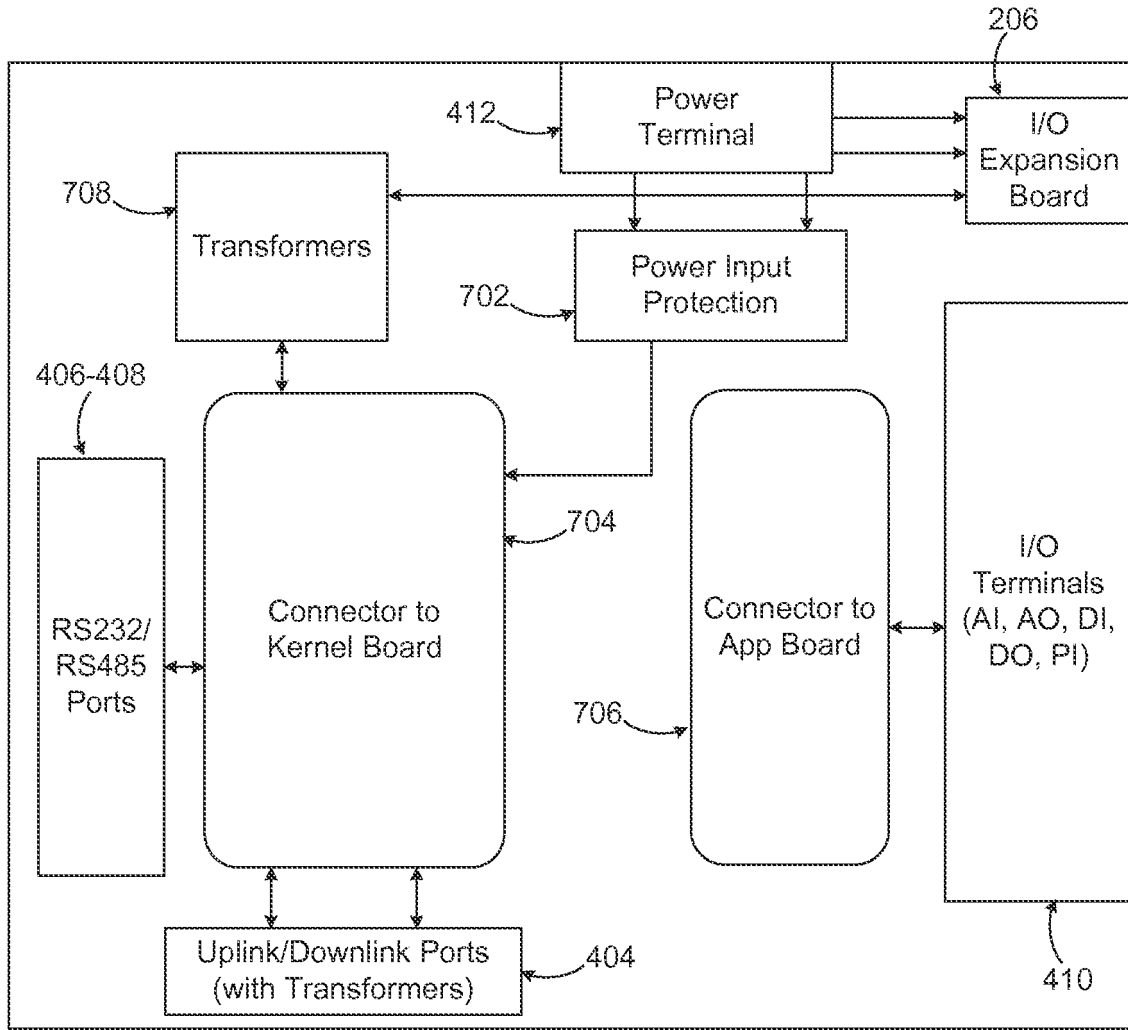 206
412
Power
Terminal
I/O
Expansion
Board
708
Transformers
702
Power Input
Protection
406-408
704
RS232/
RS485
Ports
Connector to
Kernel Board
Connector to
App Board
706
I/O
Terminals
(AI, AO, DI,
DO, PI)
Uplink/Downlink Ports
(with Transformers)
404
410